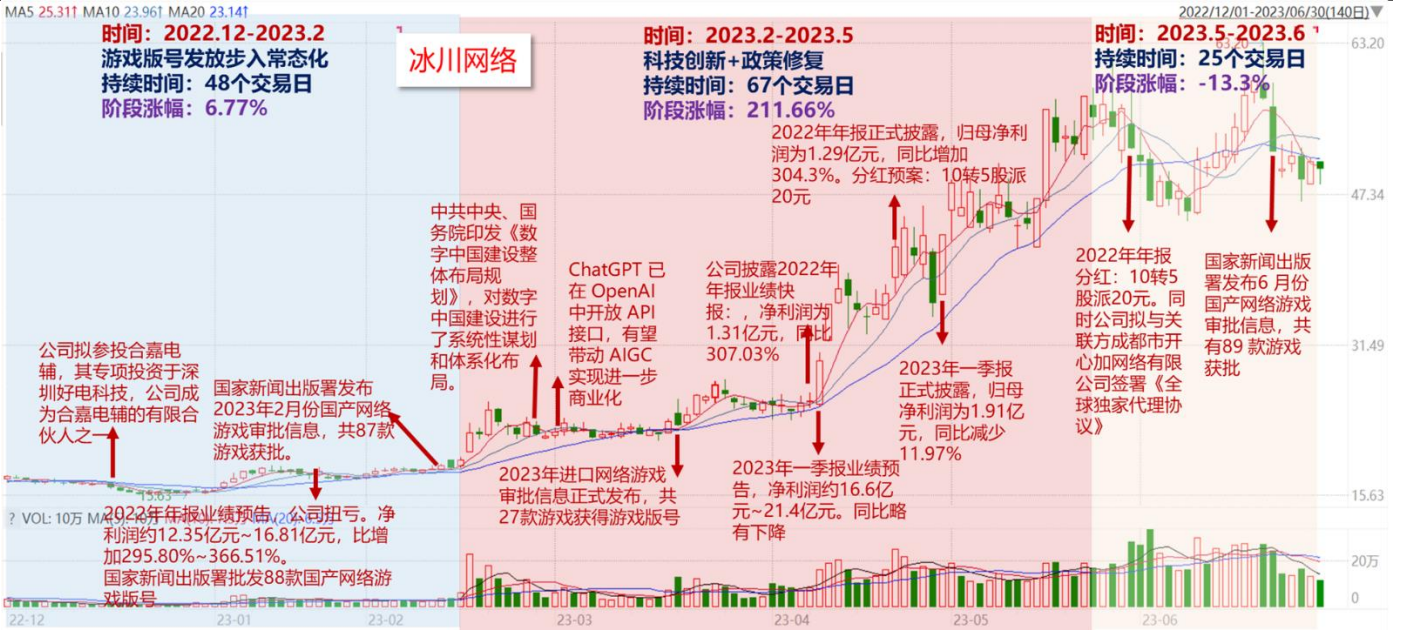 MA5 25.31↑ MA10 23.96↑ MA20 23.14↑
2022/12/01-2023/06/30(140日)▼
时间：2022.12-2023.2
游戏版号发放步入常态化
持续时间：48个交易日
阶段涨幅：6.77%
冰川网络
时间：2023.2-2023.5
科技创新+政策修复
持续时间：67个交易日
阶段涨幅：211.66%
时间：2023.5-2023.6
63.20
持续时间：25个交易日
阶段涨幅：-13.3%
63.20
47.34
31.49
15.63
公司拟参投合嘉电
辅，其专项投资于深
圳好电科技，公司成
为合嘉电辅的有限合
伙人之一
国家新闻出版署发布
2023年2月份国产网络
游戏审批信息，共87款
游戏获批。
15.63
2022年年报业绩预告，公司扭亏。净
利润约12.35亿元~16.81亿元，比增
加295.80%~366.51%。
国家新闻出版署批发88款国产网络游
戏版号
中共中央、国
务院印发《数
字中国建设整
体布局规
划》，对数字
中国建设进行
了系统性谋划
和体系化布
局。
ChatGPT 已
在 OpenAI
中开放 API
接口，有望
带动 AIGC
实现进一步
商业化
2023年进口网络游戏
审批信息正式发布，共
27款游戏获得游戏版号
公司披露2022年
年报业绩快
报：，净利润为
1.31亿元，同比
307.03%
2023年一季报业绩预
告，净利润约16.6亿
元~21.4亿元。同比略
有下降
2022年年报正式披露，归母净利
润为1.29亿元，同比增加
304.3%。分红预案：10转5股派
20元
2023年一季报
正式披露，归母
净利润为1.91亿
元，同比减少
11.97%
2022年年报
分红：10转5
股派20元。同
时公司拟与关
联方成都市开
心加网络有限
公司签署《全
球独家代理协
议》
国家新闻出版
署发布6 月份
国产网络游戏
审批信息，共
有89 款游戏
获批
? VOL: 10万
20万
0
22-12
23-01
23-02
23-03
23-04
23-05
23-06